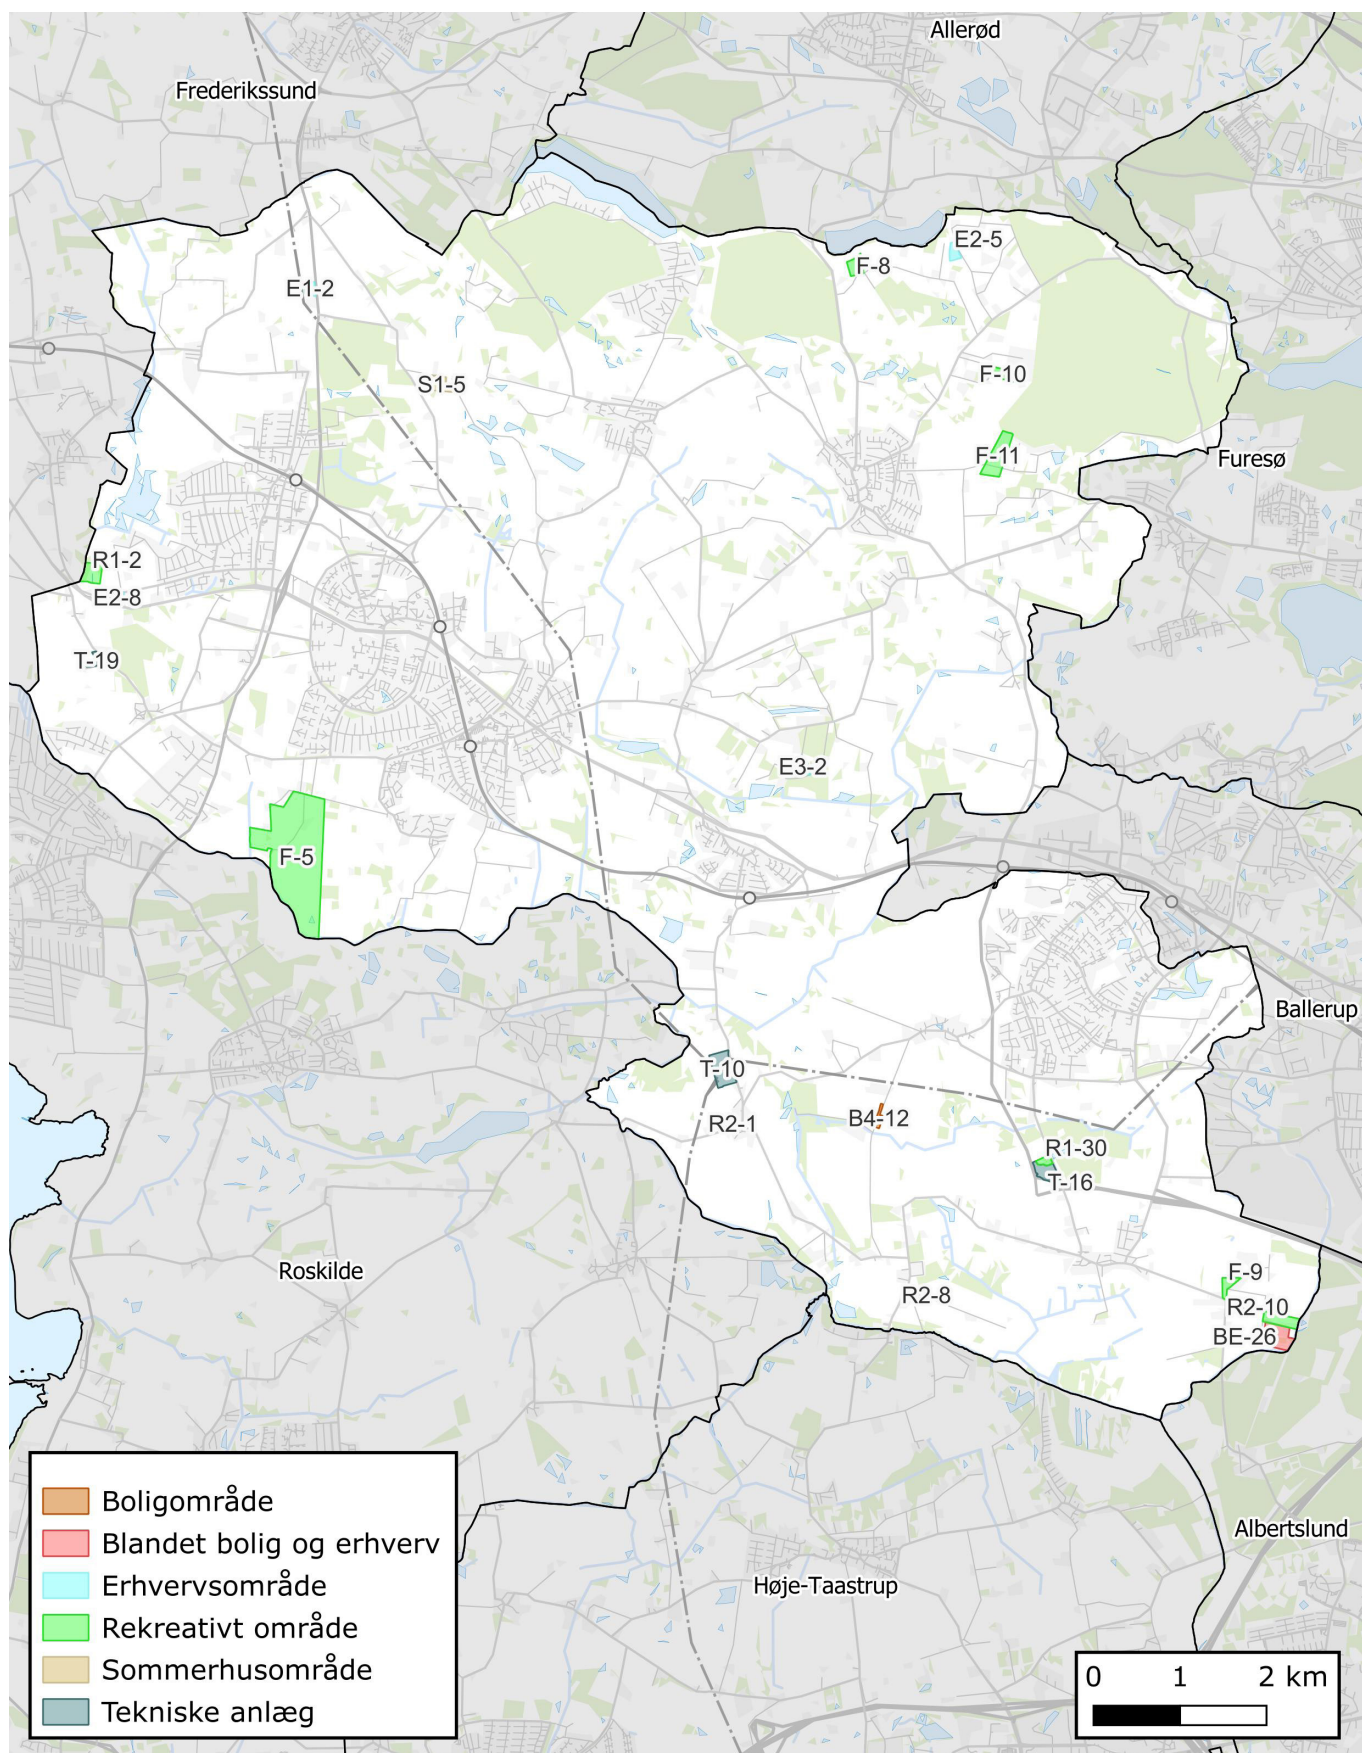 Allerød
Frederikssund
E2-5
F-8
E1-2
F-10
S1-5
F-11
Furesø
R1-2
E2-8
T-19
E3-2
F-5
Ballerup
T-10
B4-12
R2-1
R1-30
T-16
Roskilde
F-9
R2-8
R2-10
BE-26
Boligområde
Blandet bolig og erhverv
Erhvervsområde
Rekreativt område
Sommerhusområde
Tekniske anlæg
Albertslund
Høje-Taastrup
0 1 2 km